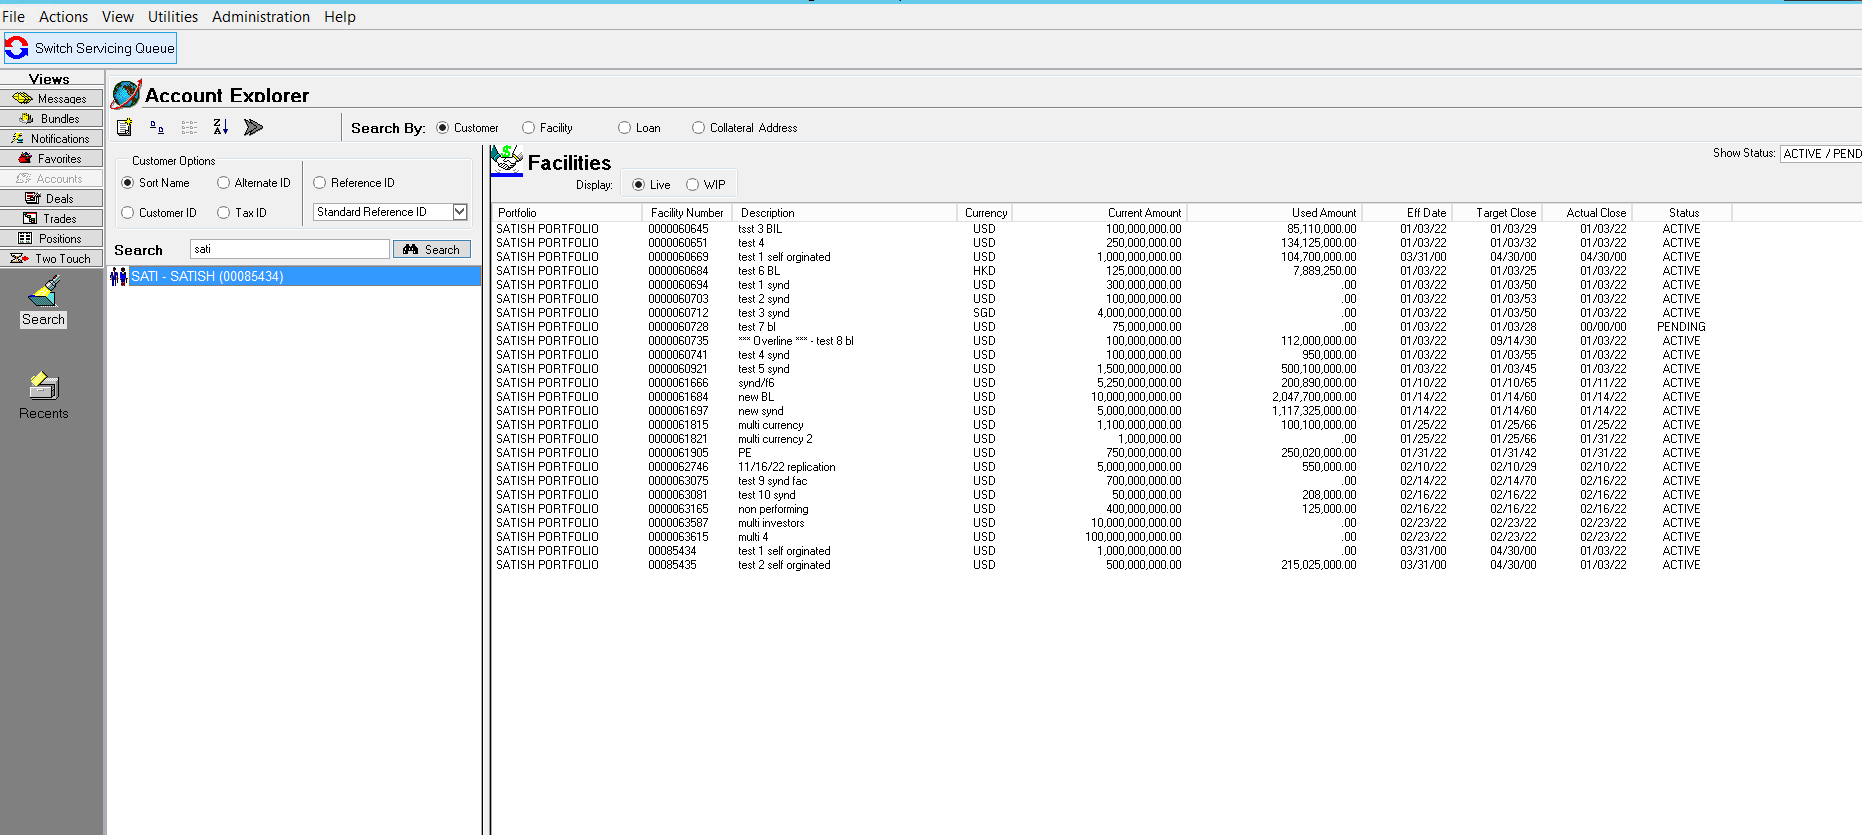 File Actions View Utilities Administration Help
Switch Servicing Queue
Views
Messages
Bundles
Notifications
Favorites
Accounts
Deals
Trades
Positions
Two Touch
Search
Recents
Account Explorer
Search By: Customer Facility Loan Collateral Address
Customer Options
Sort Name Alternate ID Reference ID
Customer ID Tax ID Standard Reference ID
Search sati Search
SATI - SATISH (00085434)
Facilities
Show Status: ACTIVE / PEND
Display: Live WIP
Portfolio Facility Number Description Currency Current Amount Used Amount Eff Date Target Close Actual Close Status
SATISH PORTFOLIO 0000060645 tsst 3 BIL USD 100,000,000.00 85,110,000.00 01/03/22 01/03/29 01/03/22 ACTIVE
SATISH PORTFOLIO 0000060651 test 4 USD 250,000,000.00 134,125,000.00 01/03/22 01/03/32 01/03/22 ACTIVE
SATISH PORTFOLIO 0000060669 test 1 self orginated USD 1,000,000,000.00 104,700,000.00 03/31/00 04/30/00 04/30/00 ACTIVE
SATISH PORTFOLIO 0000060684 test 6 BL HKD 125,000,000.00 7,889,250.00 01/03/22 01/03/25 01/03/22 ACTIVE
SATISH PORTFOLIO 0000060694 test 1 synd USD 300,000,000.00 .00 01/03/22 01/03/50 01/03/22 ACTIVE
SATISH PORTFOLIO 0000060703 test 2 synd USD 100,000,000.00 .00 01/03/22 01/03/53 01/03/22 ACTIVE
SATISH PORTFOLIO 0000060712 test 3 synd SGD 4,000,000,000.00 .00 01/03/22 01/03/50 01/03/22 ACTIVE
SATISH PORTFOLIO 0000060728 test 7 bl USD 75,000,000.00 .00 01/03/22 01/03/28 00/00/00 PENDING
SATISH PORTFOLIO 0000060735 *** Overline *** - test 8 bl USD 100,000,000.00 112,000,000.00 01/03/22 09/14/30 01/03/22 ACTIVE
SATISH PORTFOLIO 0000060741 test 4 synd USD 100,000,000.00 950,000.00 01/03/22 01/03/55 01/03/22 ACTIVE
SATISH PORTFOLIO 0000060921 test 5 synd USD 1,500,000,000.00 500,100,000.00 01/03/22 01/03/45 01/03/22 ACTIVE
SATISH PORTFOLIO 0000061666 synd/f6 USD 5,250,000,000.00 200,890,000.00 01/10/22 01/10/65 01/11/22 ACTIVE
SATISH PORTFOLIO 0000061684 new BL USD 10,000,000,000.00 2,047,700,000.00 01/14/22 01/14/60 01/14/22 ACTIVE
SATISH PORTFOLIO 0000061697 new synd USD 5,000,000,000.00 1,117,325,000.00 01/14/22 01/14/60 01/14/22 ACTIVE
SATISH PORTFOLIO 0000061815 multi currency USD 1,100,000,000.00 100,100,000.00 01/25/22 01/25/66 01/25/22 ACTIVE
SATISH PORTFOLIO 0000061821 multi currency 2 USD 1,000,000.00 .00 01/25/22 01/25/66 01/31/22 ACTIVE
SATISH PORTFOLIO 0000061905 PE USD 750,000,000.00 250,020,000.00 01/31/22 01/31/42 01/31/22 ACTIVE
SATISH PORTFOLIO 0000062746 11/16/22 replication USD 5,000,000,000.00 550,000.00 02/10/22 02/10/29 02/10/22 ACTIVE
SATISH PORTFOLIO 0000063075 test 9 synd fac USD 700,000,000.00 .00 02/14/22 02/14/70 02/16/22 ACTIVE
SATISH PORTFOLIO 0000063081 test 10 synd USD 50,000,000.00 208,000.00 02/16/22 02/16/22 02/16/22 ACTIVE
SATISH PORTFOLIO 0000063165 non performing USD 400,000,000.00 125,000.00 02/16/22 02/16/22 02/16/22 ACTIVE
SATISH PORTFOLIO 0000063587 multi investors USD 10,000,000,000.00 .00 02/23/22 02/23/22 02/23/22 ACTIVE
SATISH PORTFOLIO 0000063615 multi 4 USD 100,000,000,000.00 .00 02/23/22 02/23/22 02/23/22 ACTIVE
SATISH PORTFOLIO 00085434 test 1 self orginated USD 1,000,000,000.00 .00 03/31/00 04/30/00 01/03/22 ACTIVE
SATISH PORTFOLIO 00085435 test 2 self orginated USD 500,000,000.00 215,025,000.00 03/31/00 04/30/00 01/03/22 ACTIVE